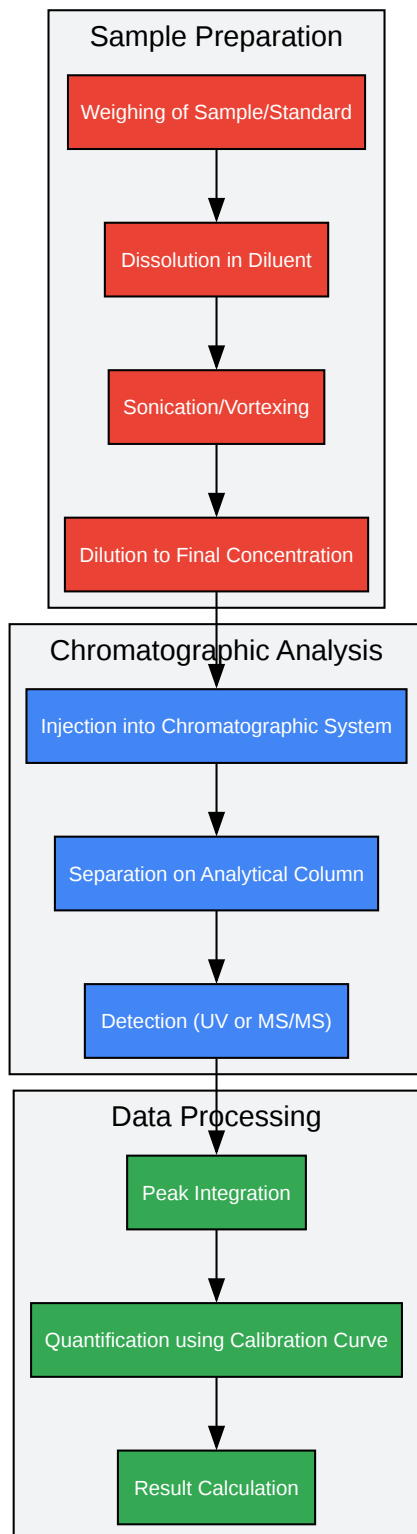 Sample Preparation
Weighing of Sample/Standard
Dissolution in Diluent
Sonication/Vortexing
Dilution to Final Concentration
Chromatographic Analysis
Injection into Chromatographic System
Separation on Analytical Column
Detection (UV or MS/MS)
Data Processing
Peak Integration
Quantification using Calibration Curve
Result Calculation